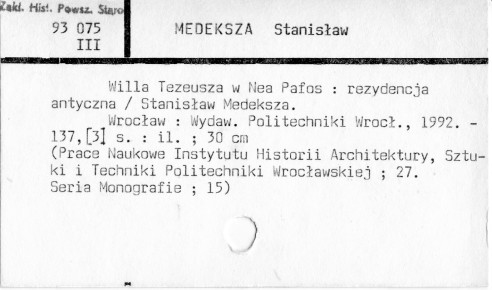 Zakł. Hist. Powsz. Staro
93 075
III
MEDEKSZA Stanisław
Willa Tezeusza w Nea Pafos : rezydencja
antyczna / Stanisław Medeksza.
Wrocław : Wydaw. Politechniki Wrocł., 1992. -
137,[3] s. : il. ; 30 cm
(Prace Naukowe Instytutu Historii Architektury, Sztu-
ki i Techniki Politechniki Wrocławskiej ; 27.
Seria Monografie ; 15)